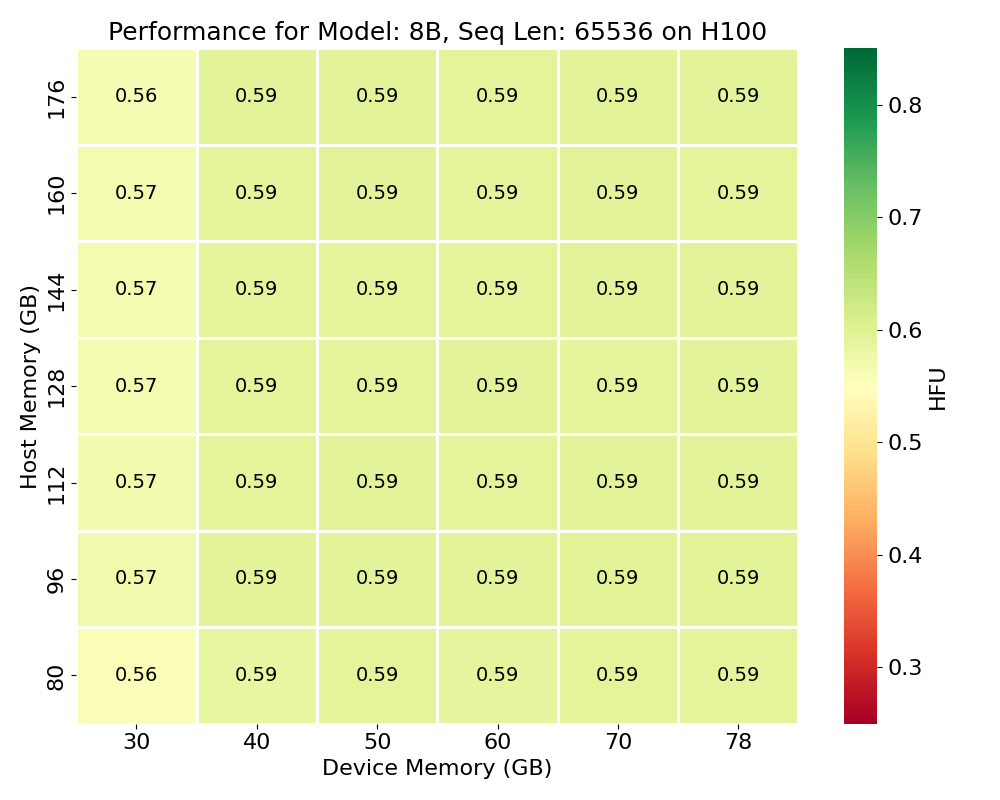 Performance for Model: 8B, Seq Len: 65536 on H100
Host Memory (GB)
176 0.56 0.59 0.59 0.59 0.59 0.59
160 0.57 0.59 0.59 0.59 0.59 0.59
144 0.57 0.59 0.59 0.59 0.59 0.59
128 0.57 0.59 0.59 0.59 0.59 0.59
112 0.57 0.59 0.59 0.59 0.59 0.59
96 0.57 0.59 0.59 0.59 0.59 0.59
80 0.56 0.59 0.59 0.59 0.59 0.59
30 40 50 60 70 78
Device Memory (GB)
0.8
0.7
0.6
0.5
0.4
0.3
HFU